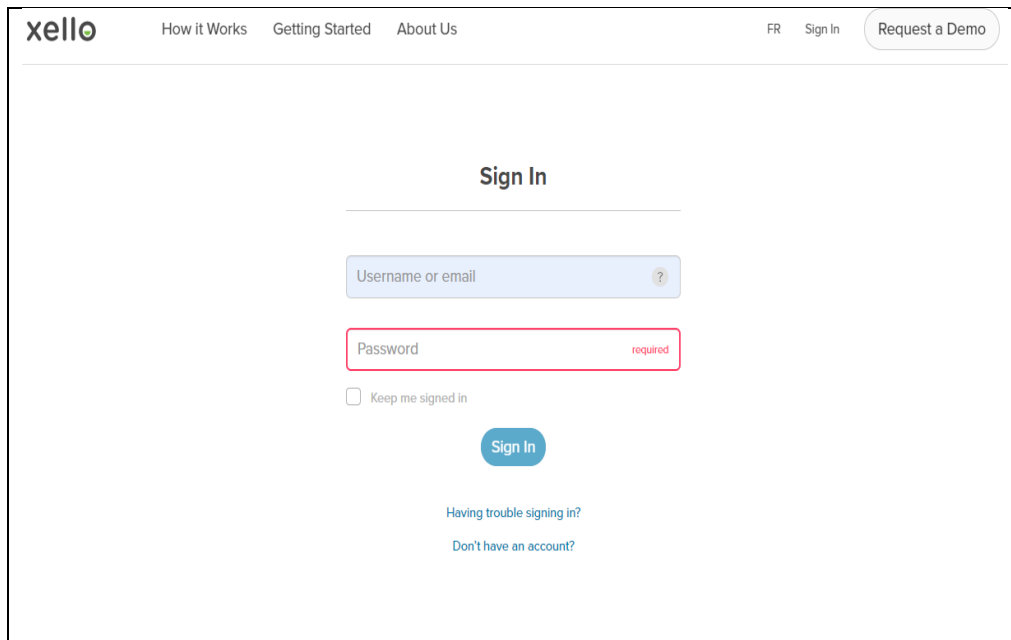 xello How it Works Getting Started About Us FR Sign In Request a Demo
Sign In
Username or email ?
Password required
Keep me signed in
Sign In
Having trouble signing in?
Don't have an account?